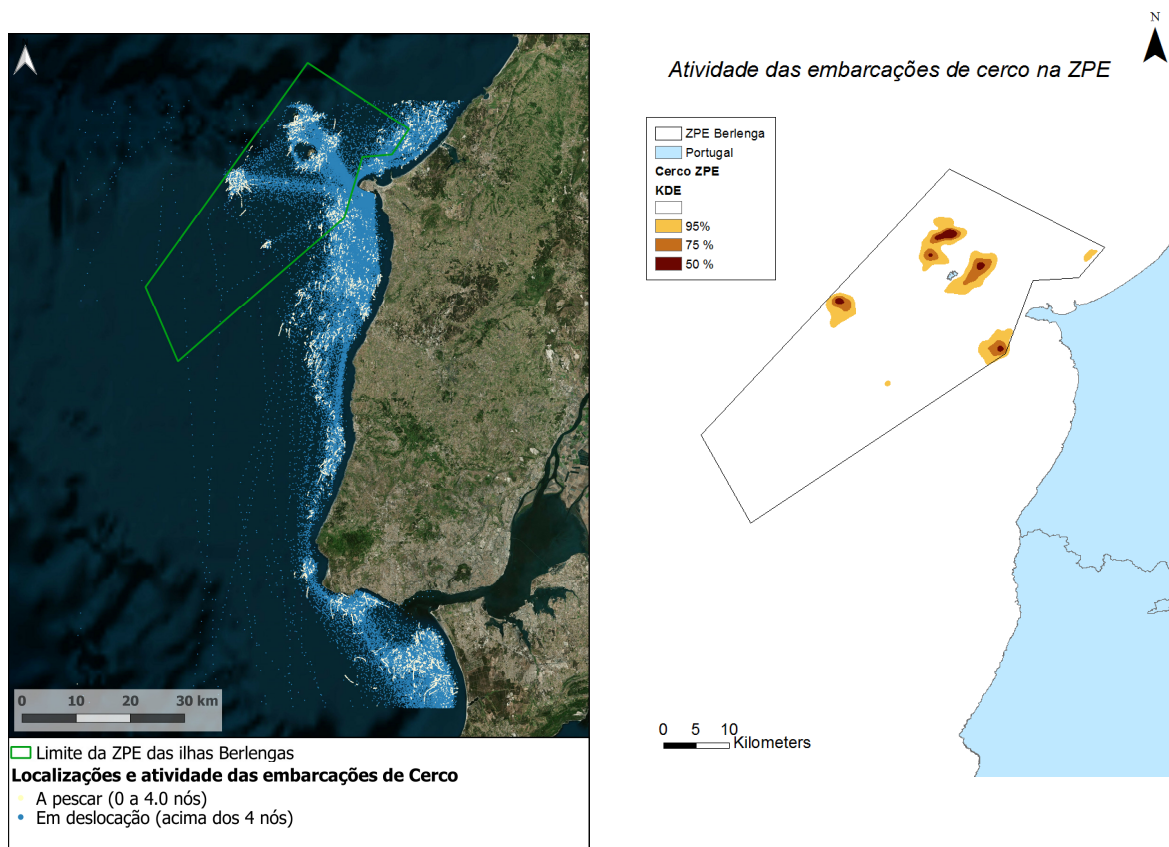 0 10 20 30 km
Limite da ZPE das ilhas Berlengas
Localizações e atividade das embarcações de Cerco
A pescar (0 a 4.0 nós)
Em deslocação (acima dos 4 nós)
N
Atividade das embarcações de cerco na ZPE
ZPE Berlenga
Portugal
Cerco ZPE
KDE
95%
75 %
50 %
0 5 10
Kilometers